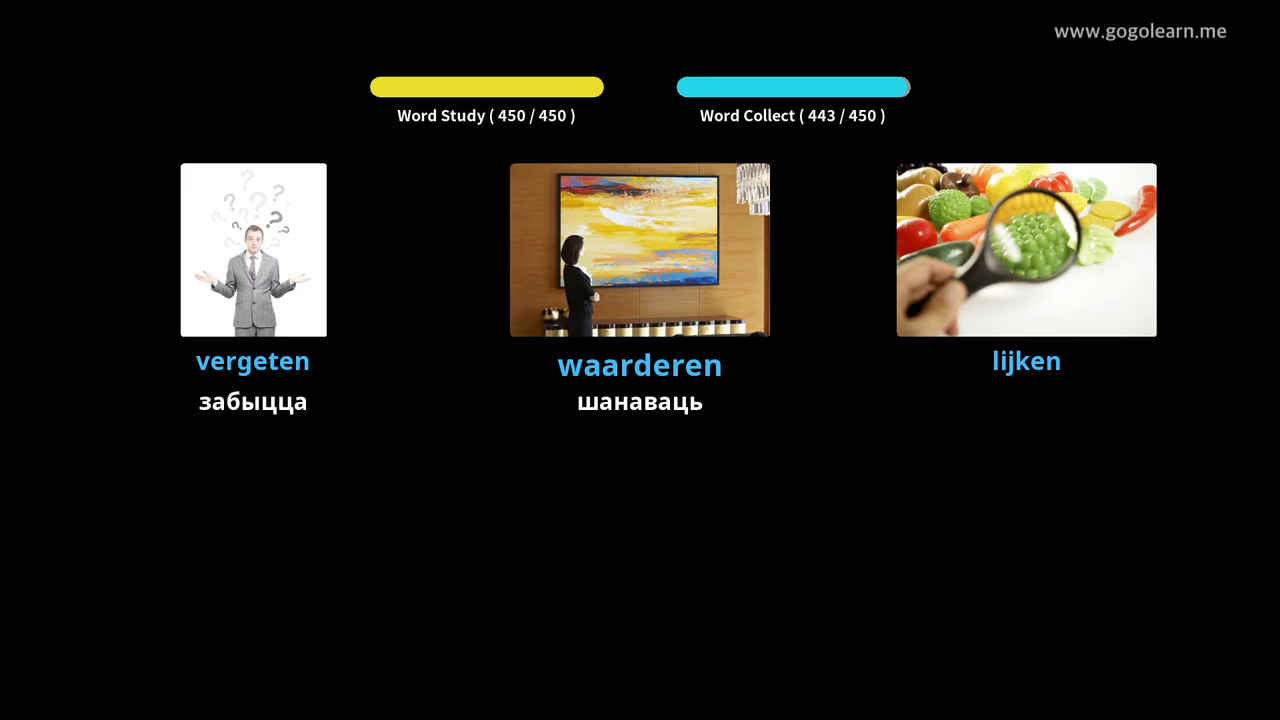 www.gogolearn.me
Word Study ( 450 / 450 )
Word Collect ( 443 / 450 )
vergeten
waarderen
lijken
забыцца
шанаваць